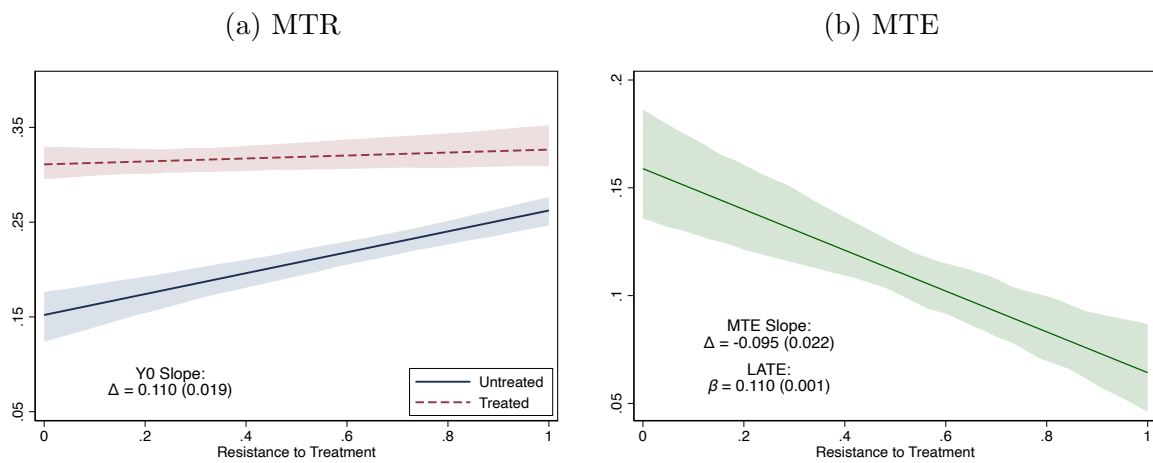 (a) MTR
.05 .15 .25 .35
Y0 Slope:
Δ = 0.110 (0.019)
Untreated
Treated
0 .2 .4 .6 .8 1
Resistance to Treatment
(b) MTE
.05 .1 .15 .2
MTE Slope:
Δ = -0.095 (0.022)
LATE:
β = 0.110 (0.001)
0 .2 .4 .6 .8 1
Resistance to Treatment